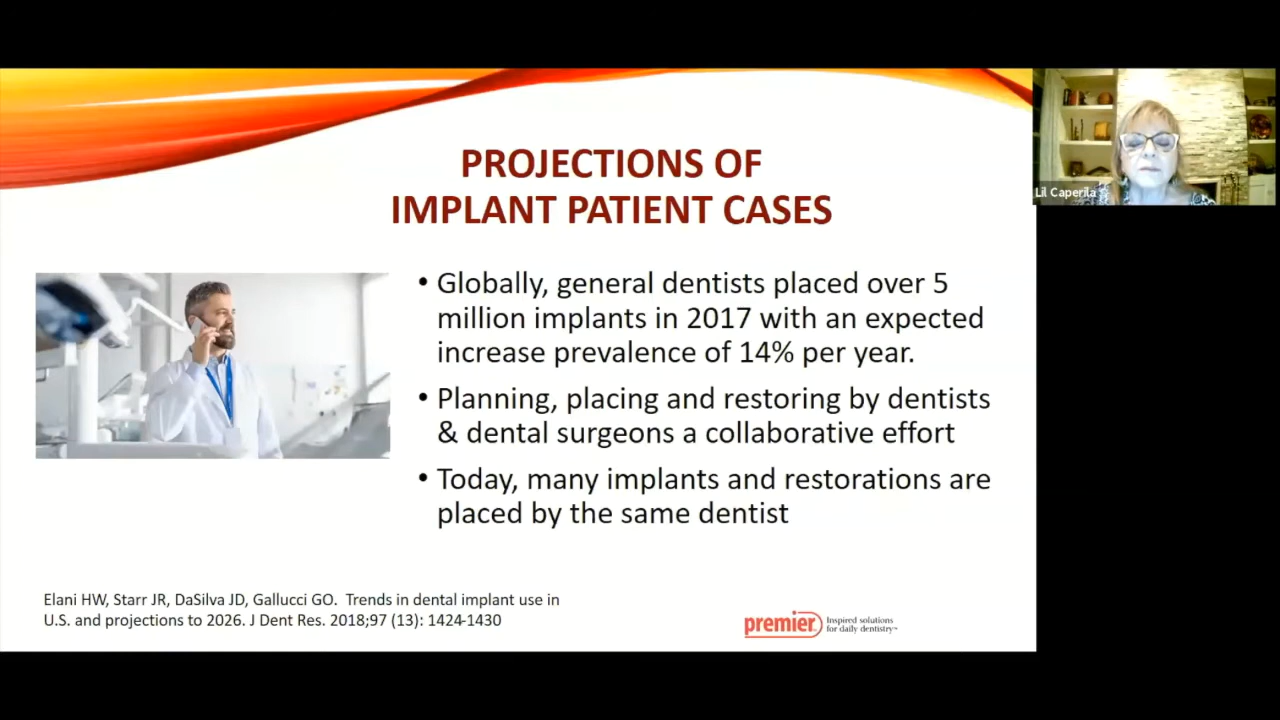 PROJECTIONS OF
IMPLANT PATIENT CASES
• Globally, general dentists placed over 5
million implants in 2017 with an expected
increase prevalence of 14% per year.
• Planning, placing and restoring by dentists
& dental surgeons a collaborative effort
• Today, many implants and restorations are
placed by the same dentist
Elani HW, Starr JR, DaSilva JD, Gallucci GO.  Trends in dental implant use in
U.S. and projections to 2026. J Dent Res. 2018;97 (13): 1424-1430
premier
Inspired solutions
for daily dentistry™
Lil Caperila